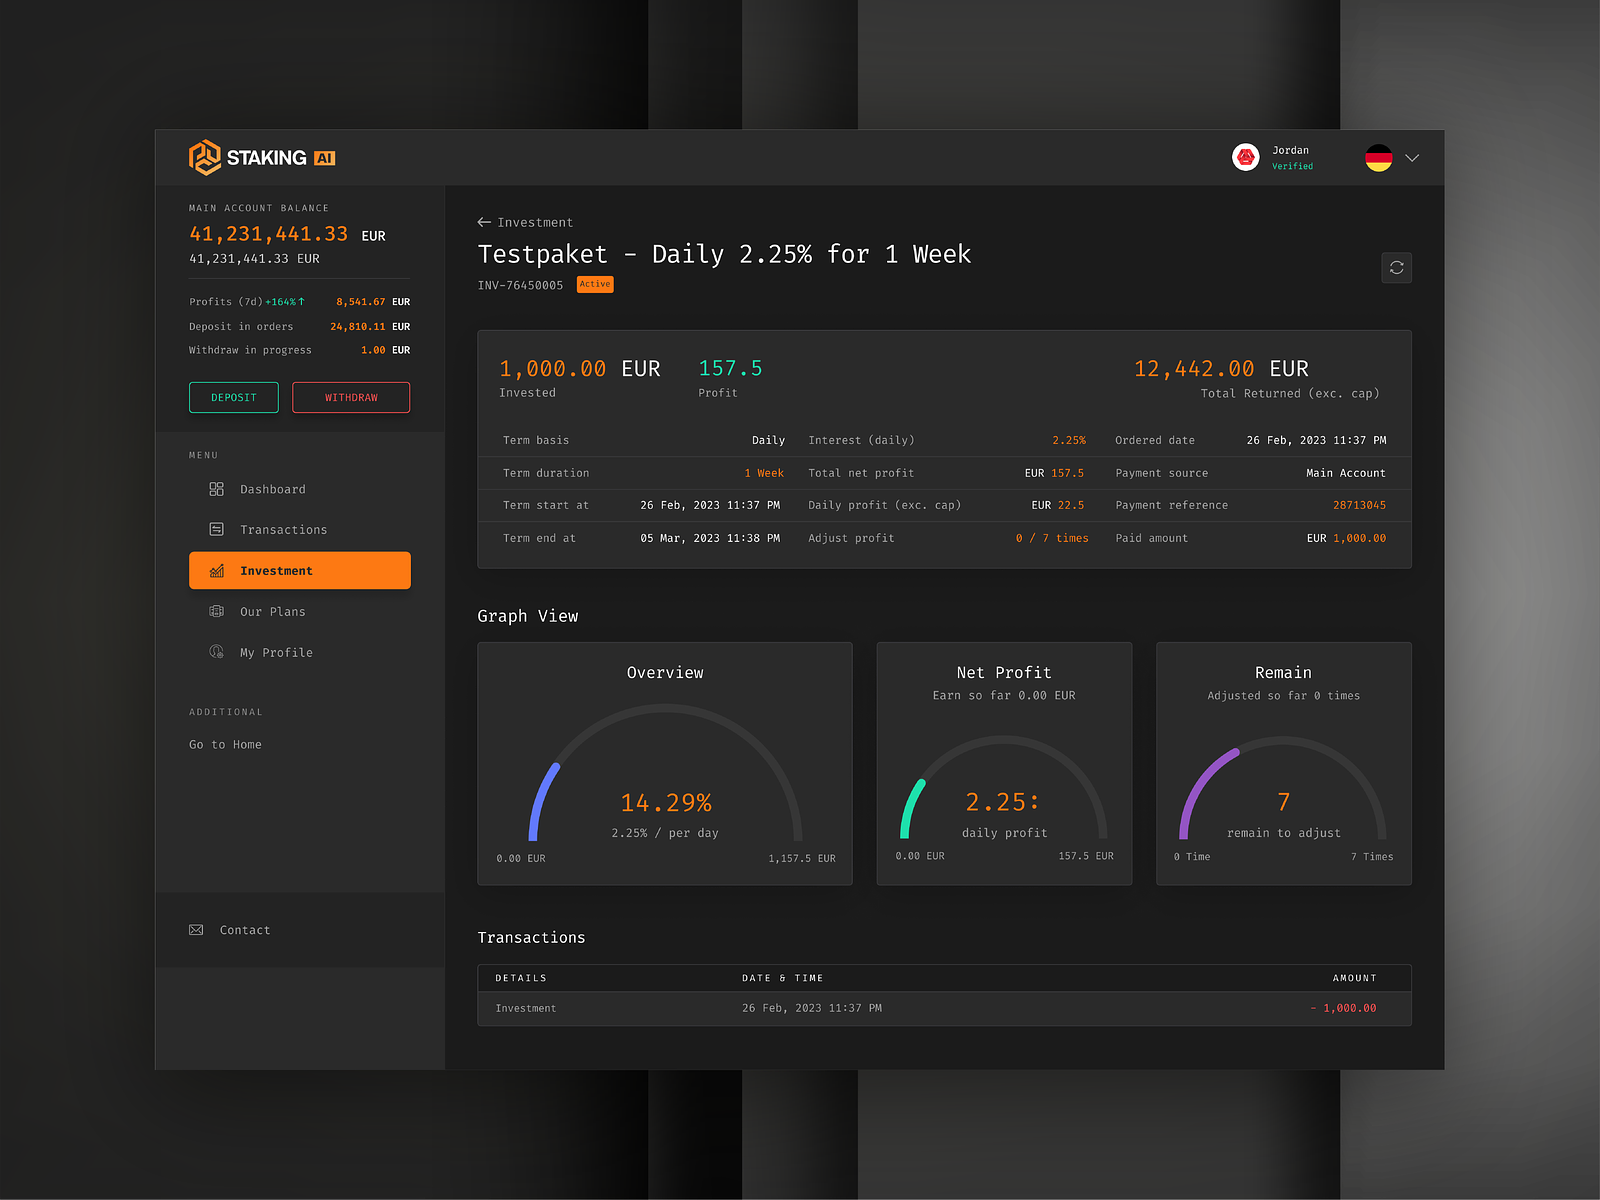 STAKING AI
Jordan
Verified
MAIN ACCOUNT BALANCE
41,231,441.33 EUR
41,231,441.33 EUR
Profits (7d) +164%↑ 8,541.67 EUR
Deposit in orders 24,810.11 EUR
Withdraw in progress 1.00 EUR
DEPOSIT WITHDRAW
MENU
Dashboard
Transactions
Investment
Our Plans
My Profile
ADDITIONAL
Go to Home
Contact
← Investment
Testpaket – Daily 2.25% for 1 Week
INV-76450005 Active
1,000.00 EUR 157.5 12,442.00 EUR
Invested Profit Total Returned (exc. cap)
Term basis Daily Interest (daily) 2.25% Ordered date 26 Feb, 2023 11:37 PM
Term duration 1 Week Total net profit EUR 157.5 Payment source Main Account
Term start at 26 Feb, 2023 11:37 PM Daily profit (exc. cap) EUR 22.5 Payment reference 28713045
Term end at 05 Mar, 2023 11:38 PM Adjust profit 0 / 7 times Paid amount EUR 1,000.00
Graph View
Overview
14.29%
2.25% / per day
0.00 EUR 1,157.5 EUR
Net Profit
Earn so far 0.00 EUR
2.25:
daily profit
0.00 EUR 157.5 EUR
Remain
Adjusted so far 0 times
7
remain to adjust
0 Time 7 Times
Transactions
DETAILS DATE & TIME AMOUNT
Investment 26 Feb, 2023 11:37 PM – 1,000.00